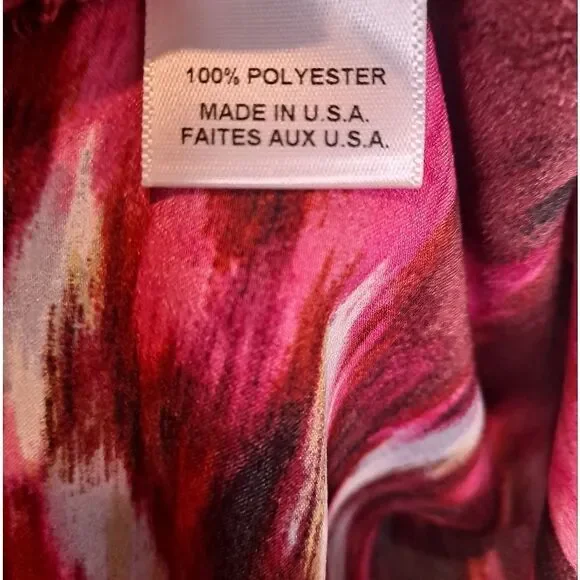 100% POLYESTER
MADE IN U.S.A.
FAITES AUX U.S.A.